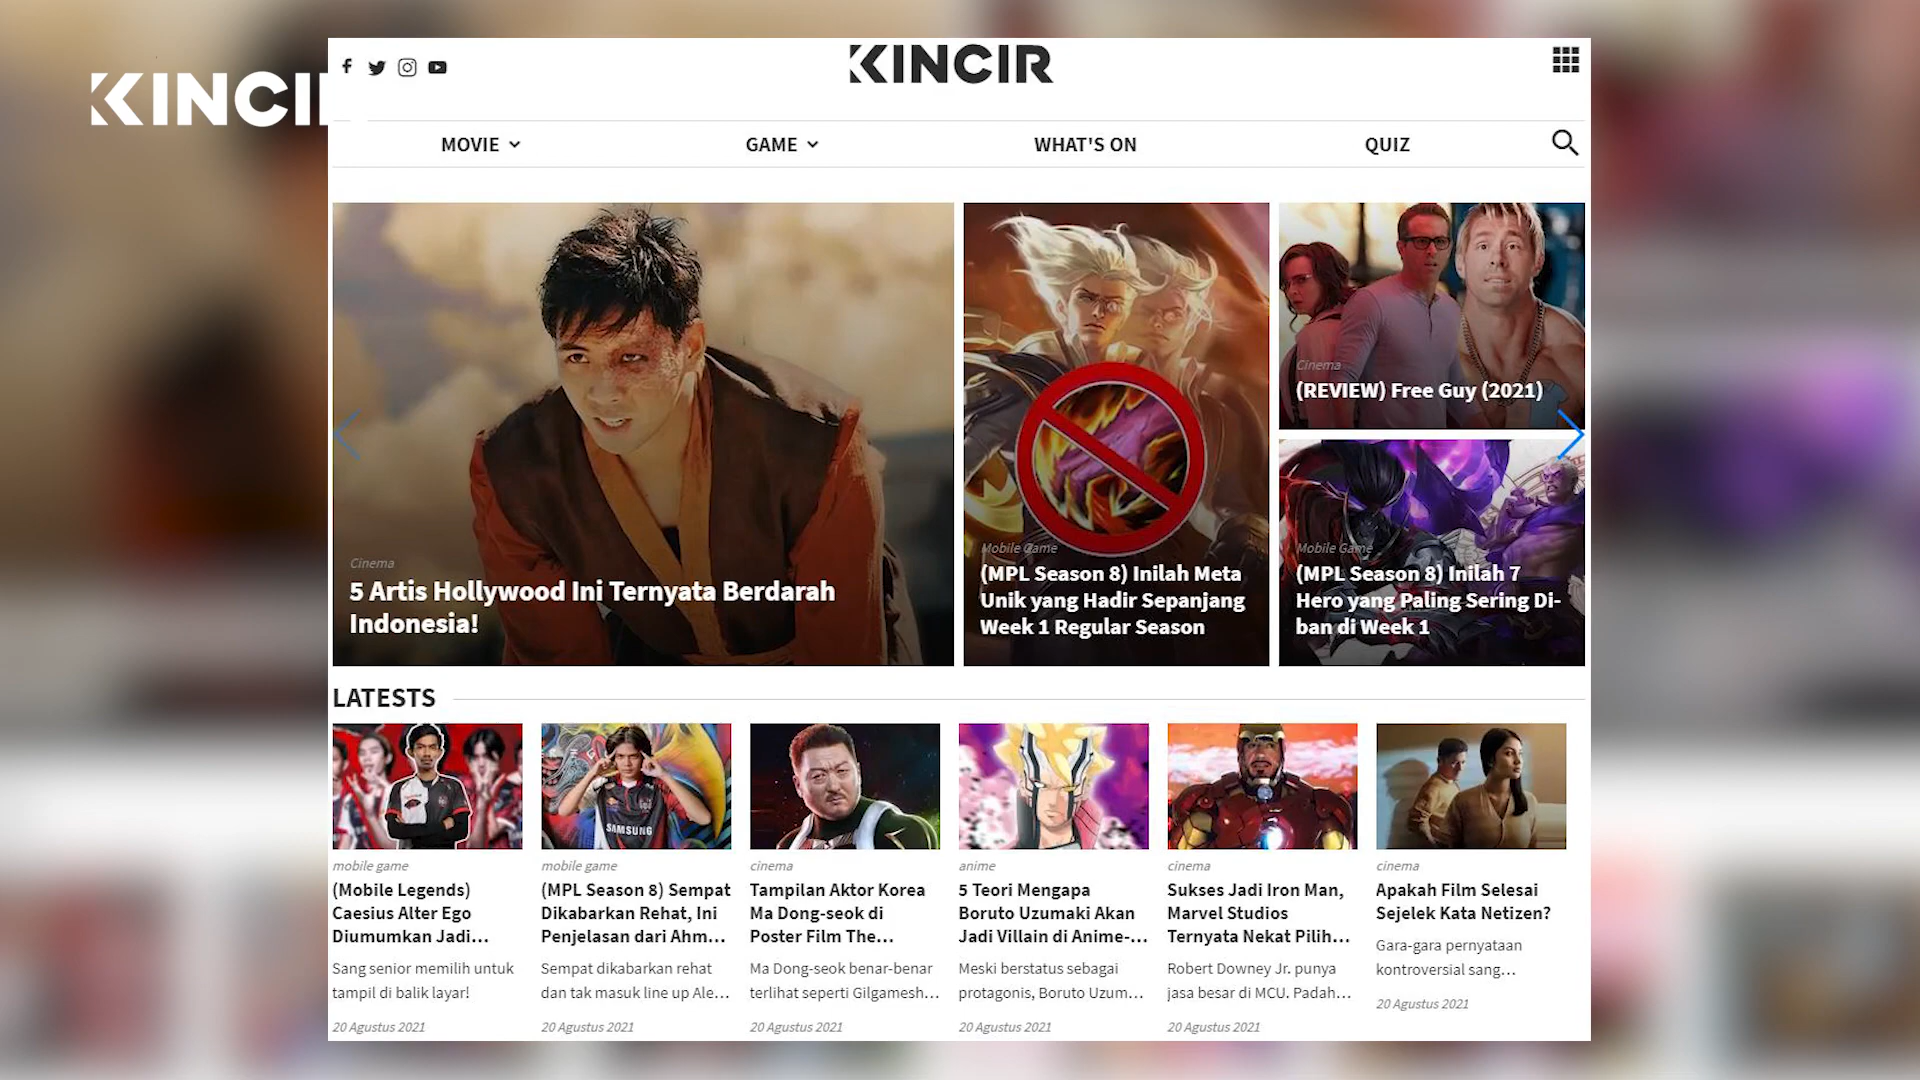 KINCIR
KINCIR
MOVIE
GAME
WHAT'S ON
QUIZ
Cinema
5 Artis Hollywood Ini Ternyata Berdarah
Indonesia!
Mobile Game
(MPL Season 8) Inilah Meta
Unik yang Hadir Sepanjang
Week 1 Regular Season
Cinema
(REVIEW) Free Guy (2021)
Mobile Game
(MPL Season 8) Inilah 7
Hero yang Paling Sering Di-
ban di Week 1
LATESTS
mobile game
(Mobile Legends)
Caesius Alter Ego
Diumumkan Jadi...
Sang senior memilih untuk
tampil di balik layar!
20 Agustus 2021
SAMSUNG
mobile game
(MPL Season 8) Sempat
Dikabarkan Rehat, Ini
Penjelasan dari Ahm...
Sempat dikabarkan rehat
dan tak masuk line up Ale...
20 Agustus 2021
cinema
Tampilan Aktor Korea
Ma Dong-seok di
Poster Film The...
Ma Dong-seok benar-benar
terlihat seperti Gilgamesh...
20 Agustus 2021
anime
5 Teori Mengapa
Boruto Uzumaki Akan
Jadi Villain di Anime-...
Meski berstatus sebagai
protagonis, Boruto Uzum...
20 Agustus 2021
cinema
Sukses Jadi Iron Man,
Marvel Studios
Ternyata Nekat Pilih...
Robert Downey Jr. punya
jasa besar di MCU. Padah...
20 Agustus 2021
cinema
Apakah Film Selesai
Sejelek Kata Netizen?
Gara-gara pernyataan
kontroversial sang...
20 Agustus 2021